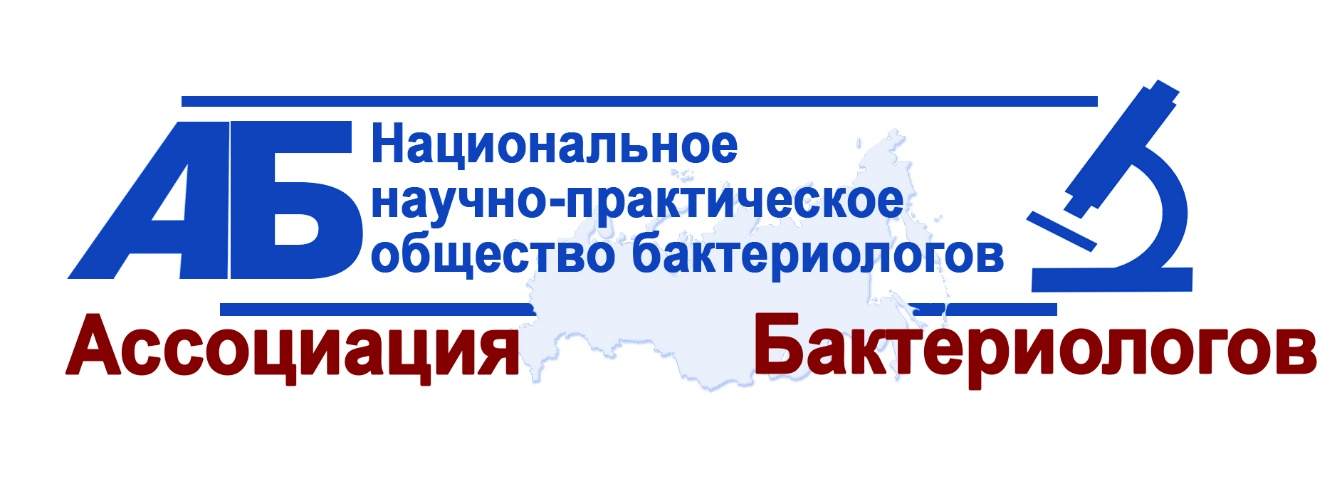 АБ
Национальное
научно-практическое
общество бактериологов
Ассоциация Бактериологов